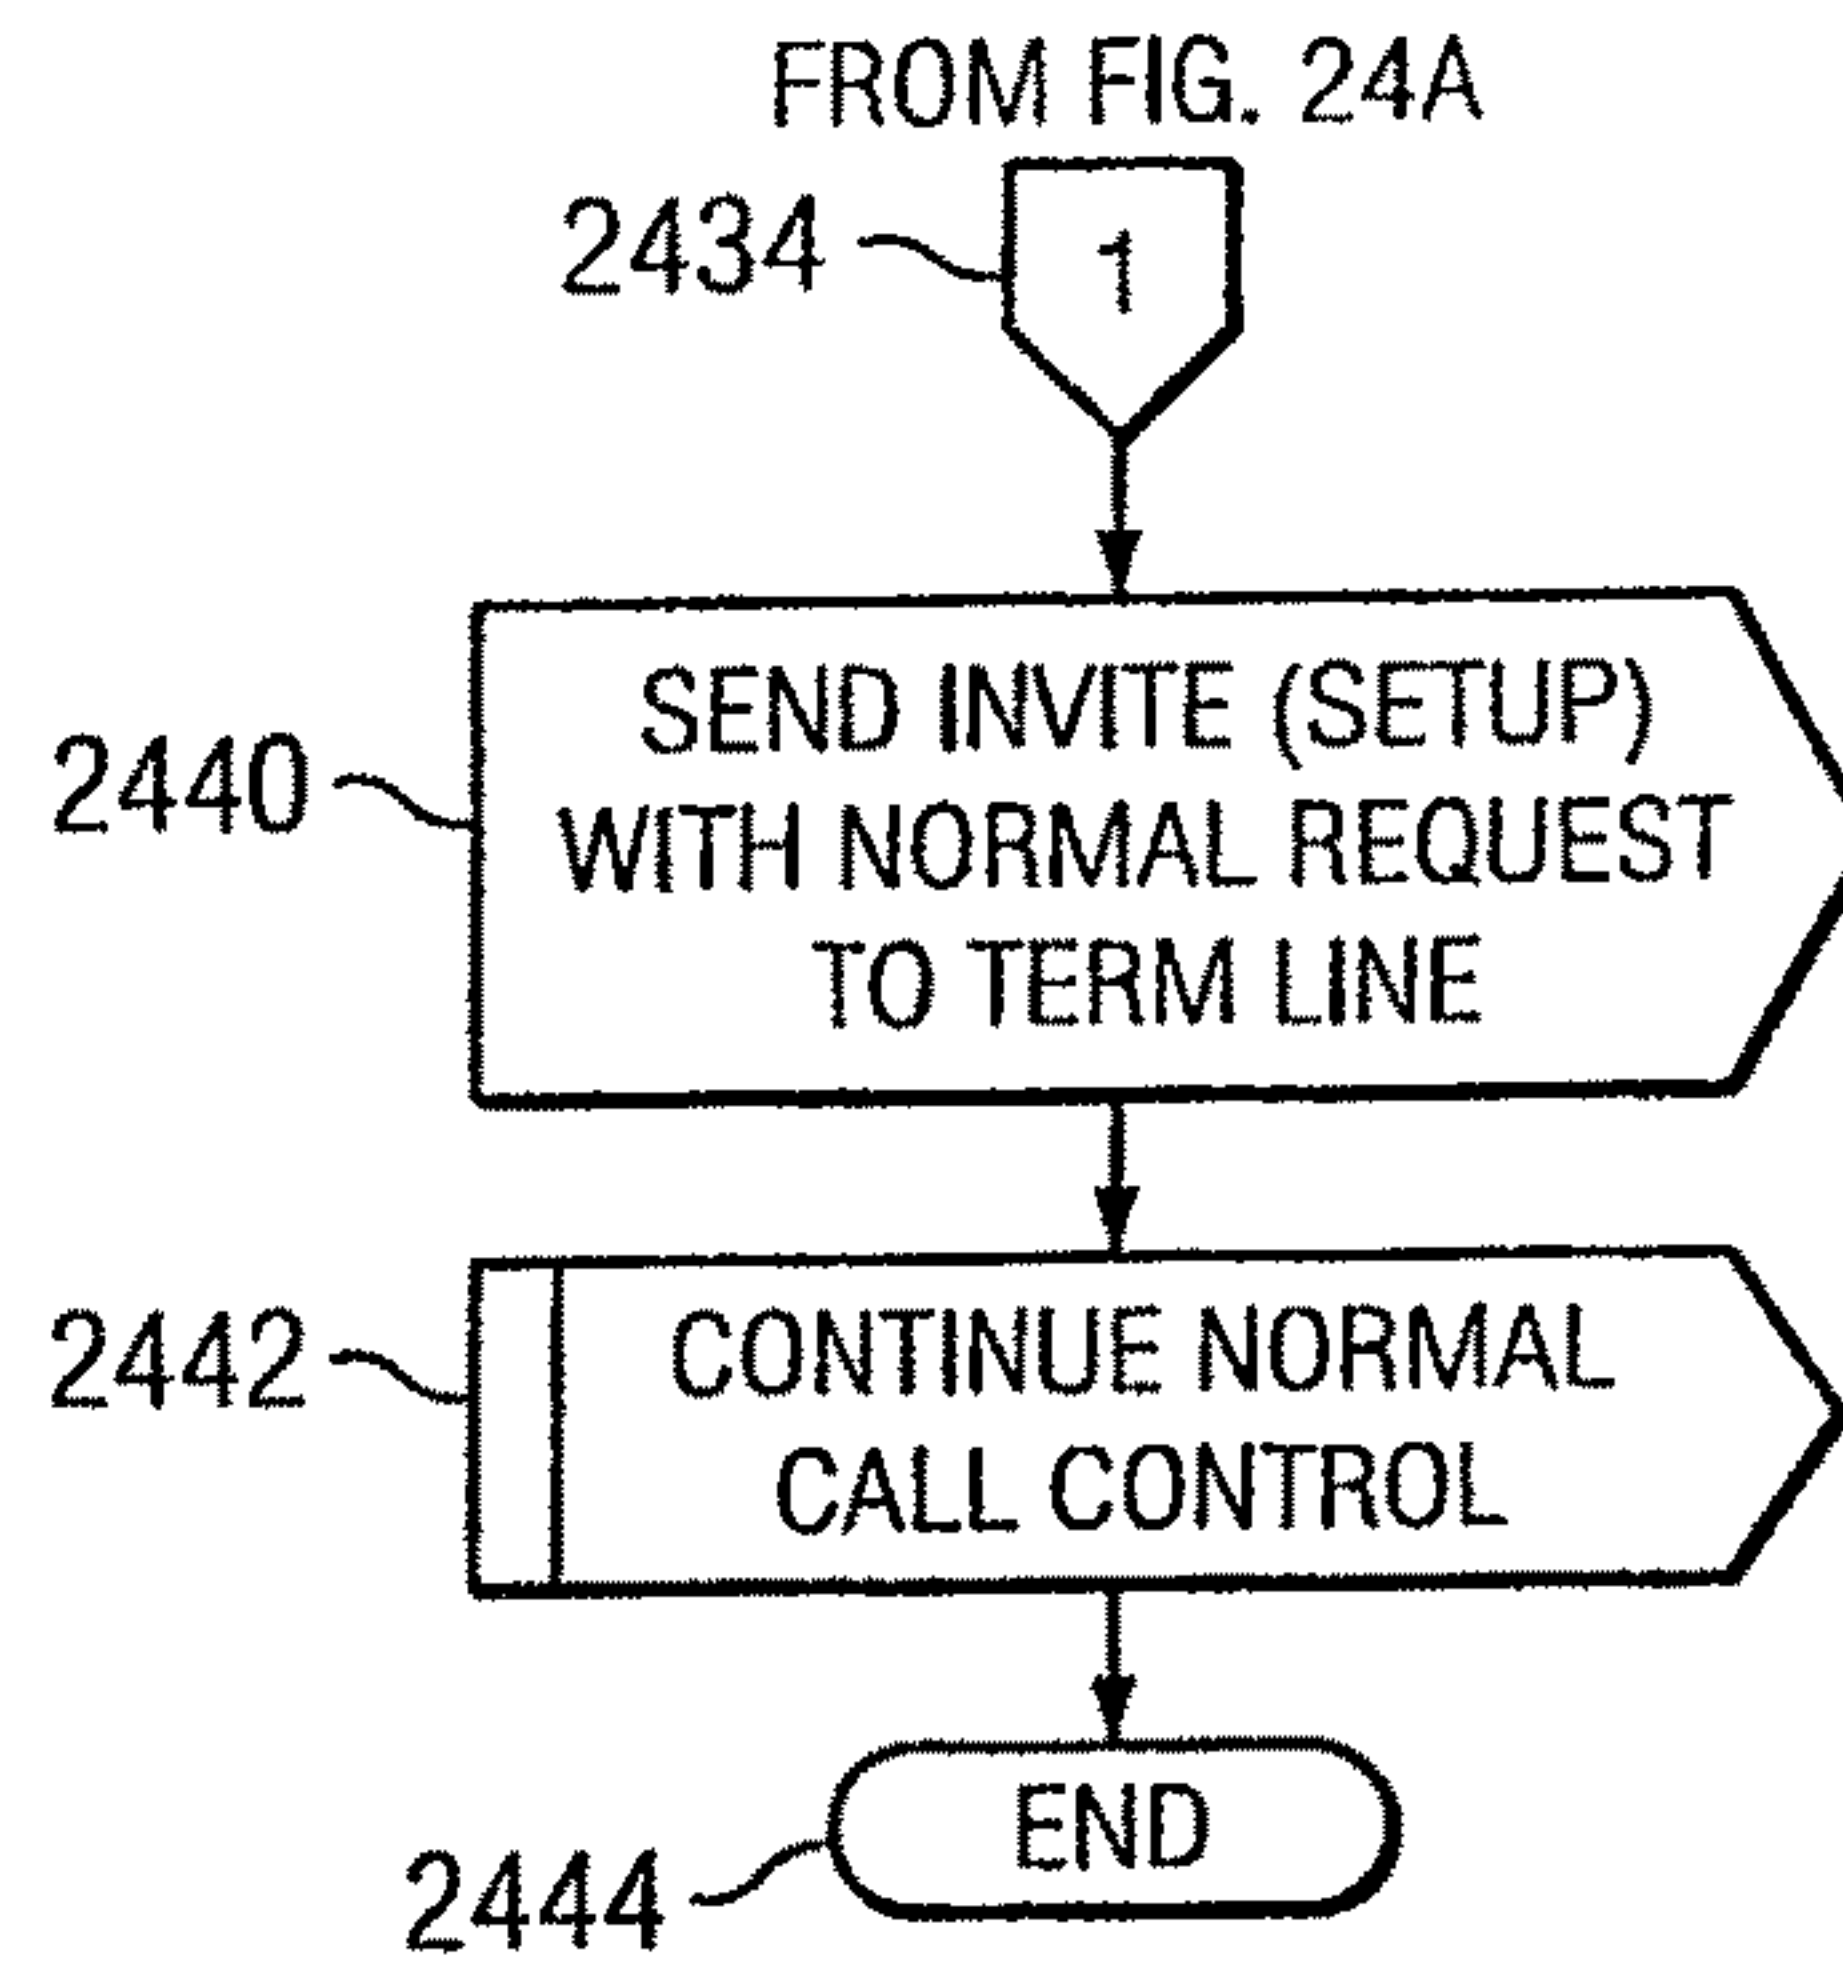 FROM FIG. 24A
2434
1
2440
SEND INVITE (SETUP)
WITH NORMAL REQUEST
TO TERM LINE
2442
CONTINUE NORMAL
CALL CONTROL
END
2444